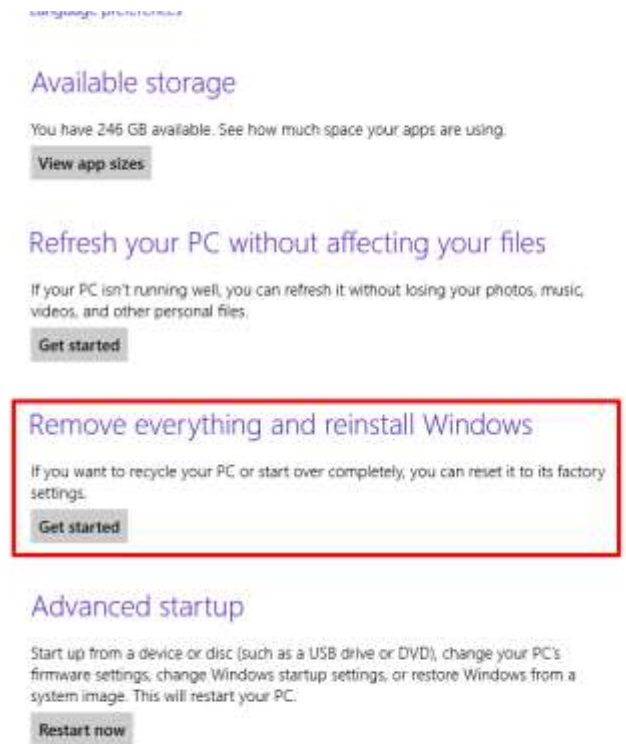 Language preferences
Available storage
You have 246 GB available. See how much space your apps are using.
View app sizes
Refresh your PC without affecting your files
If your PC isn't running well, you can refresh it without losing your photos, music,
videos, and other personal files.
Get started
Remove everything and reinstall Windows
If you want to recycle your PC or start over completely, you can reset it to its factory
settings.
Get started
Advanced startup
Start up from a device or disc (such as a USB drive or DVD), change your PC's
firmware settings, change Windows startup settings, or restore Windows from a
system image. This will restart your PC.
Restart now